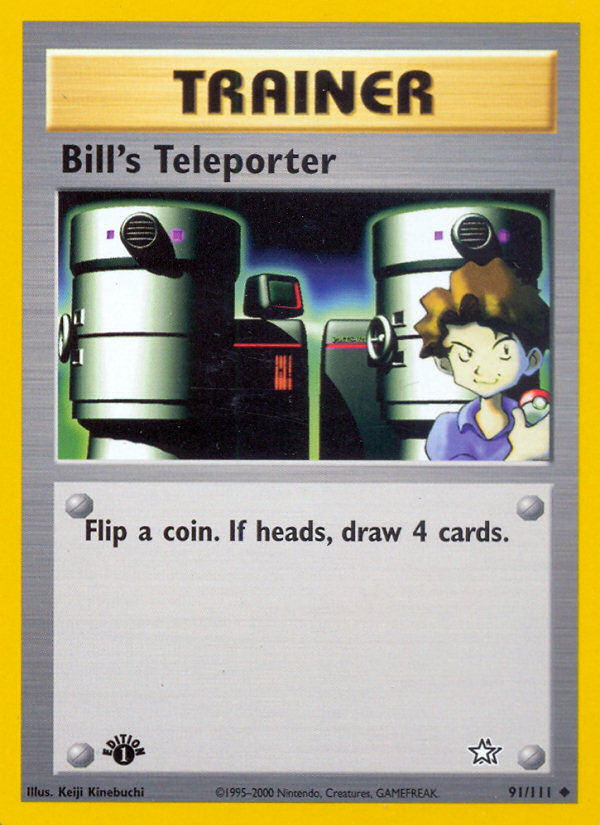 TRAINER
Bill's Teleporter
Flip a coin. If heads, draw 4 cards.
EDITION
1
Illus. Keiji Kinebuchi
©1995-2000 Nintendo, Creatures, GAMEFREAK.
91/111